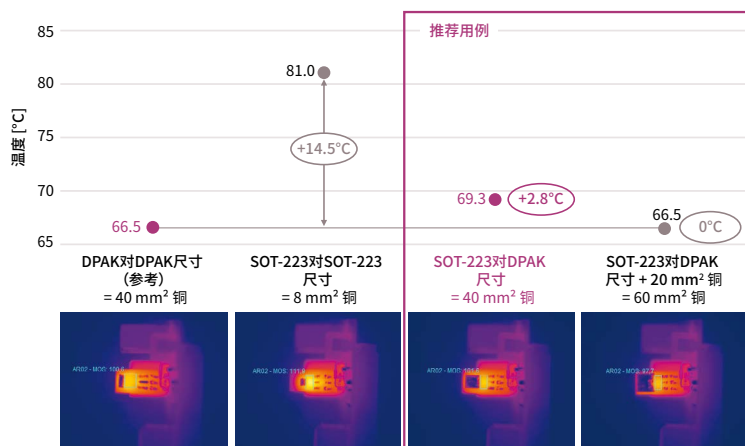 推荐用例
温度 [°C]
85
80
75
70
65
81.0
+14.5°C
69.3
+2.8°C
66.5
66.5
0°C
DPAK对DPAK尺寸
（参考）
= 40 mm² 铜
SOT-223对SOT-223
尺寸
= 8 mm² 铜
SOT-223对DPAK
尺寸
= 40 mm² 铜
SOT-223对DPAK
尺寸 + 20 mm² 铜
= 60 mm² 铜